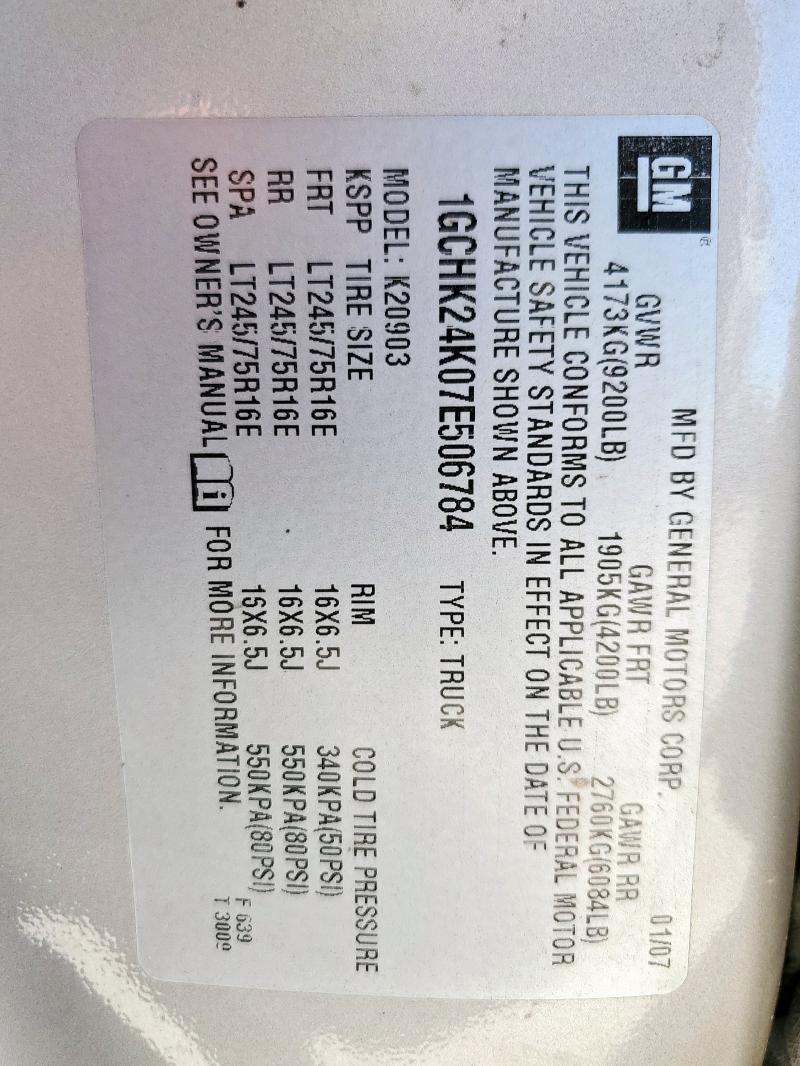 GM®
MFD BY GENERAL MOTORS CORP. 01/07
GVWR GAWR FRT GAWR RR
4173KG(9200LB) 1905KG(4200LB) 2760KG(6084LB)
THIS VEHICLE CONFORMS TO ALL APPLICABLE U.S. FEDERAL MOTOR
VEHICLE SAFETY STANDARDS IN EFFECT ON THE DATE OF
MANUFACTURE SHOWN ABOVE.
1GCHK24K07E506784 TYPE: TRUCK
MODEL: K20903
KSPP TIRE SIZE RIM COLD TIRE PRESSURE
FRT LT245/75R16E 16X6.5J 340KPA(50PSI)
RR LT245/75R16E 16X6.5J 550KPA(80PSI)
SPA LT245/75R16E 16X6.5J 550KPA(80PSI)
SEE OWNER'S MANUAL i FOR MORE INFORMATION.
F 639
T 3009